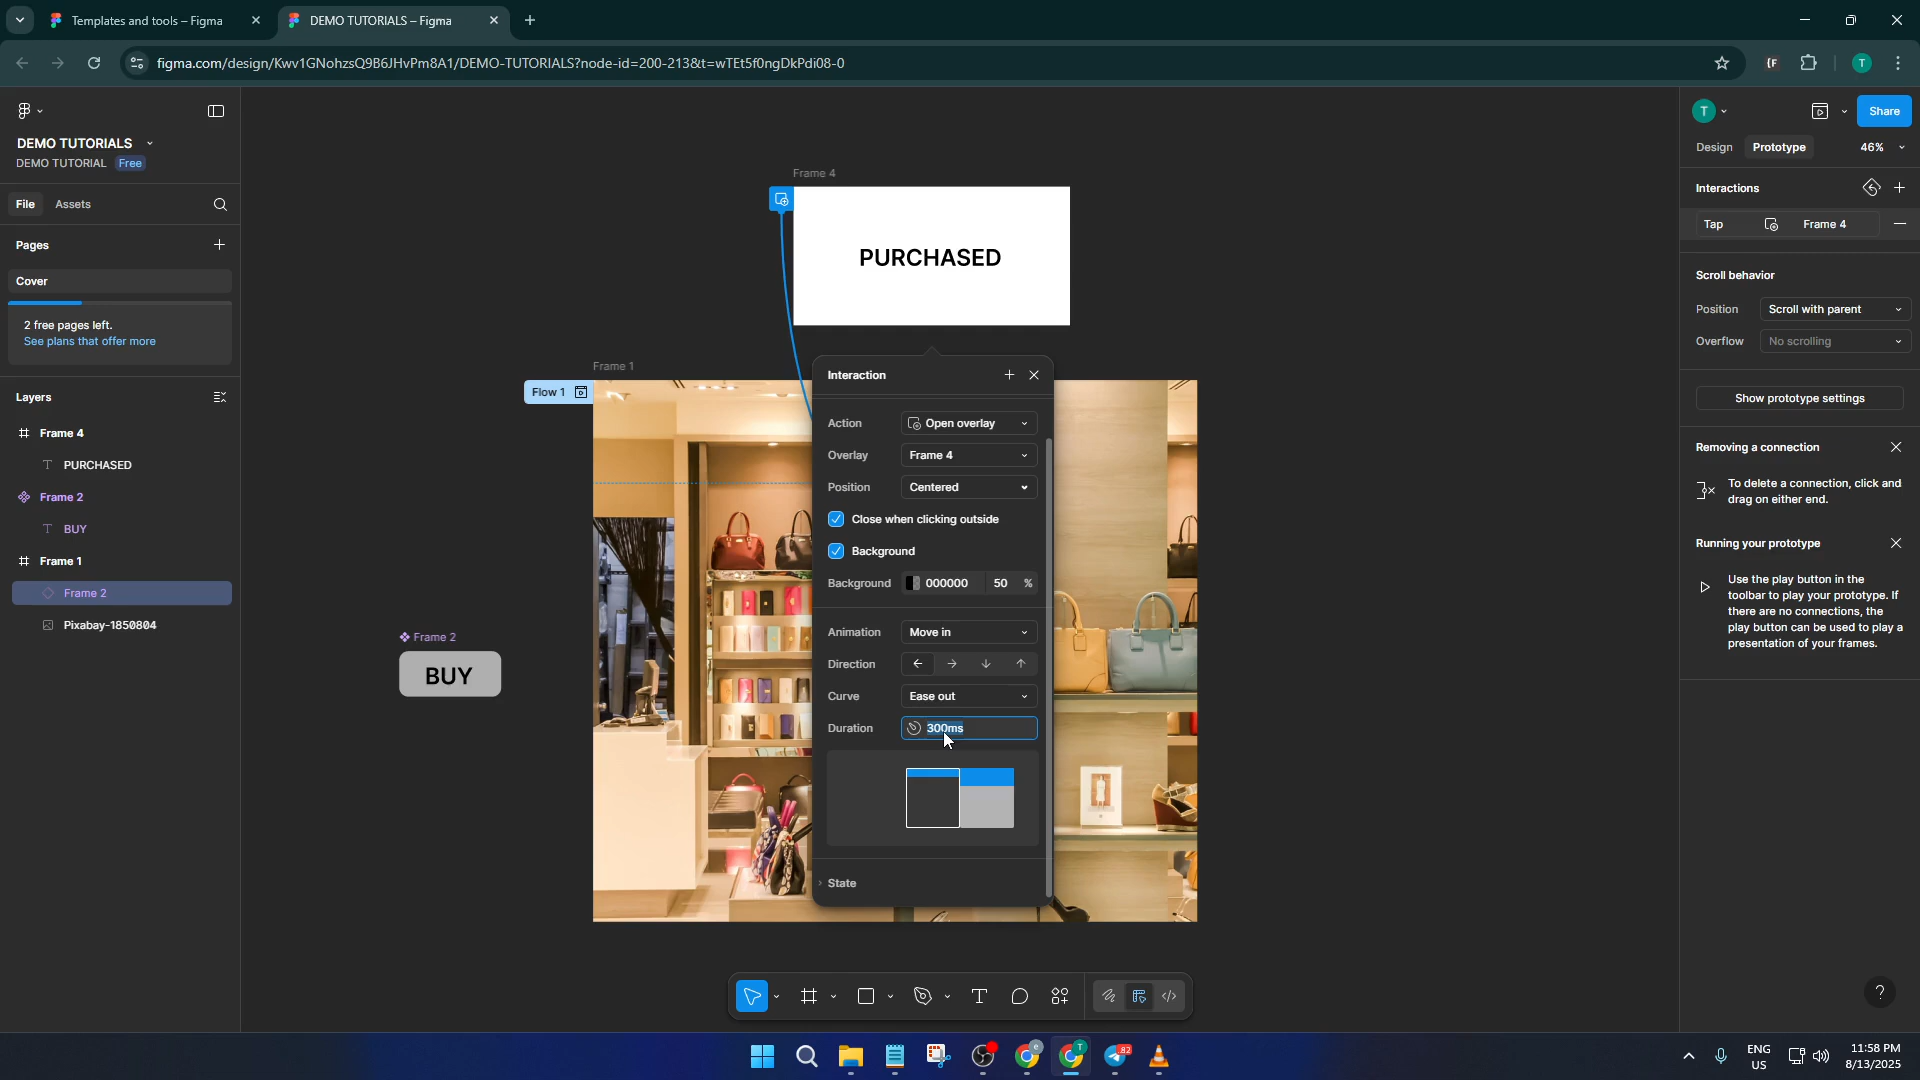 Templates and tools – Figma
DEMO TUTORIALS – Figma
figma.com/design/Kwv1GNohzsQ9B6JHvPm8A1/DEMO-TUTORIALS?node-id=200-213&t=wTEt5f0ngDkPdi08-0
T
DEMO TUTORIALS
DEMO TUTORIAL Free
File Assets
Pages
Cover
2 free pages left.
See plans that offer more
Layers
Frame 4
PURCHASED
Frame 2
BUY
Frame 1
Frame 2
Pixabay-1850804
Frame 4
PURCHASED
Frame 1
Flow 1
Frame 2
BUY
Interaction
Action Open overlay
Overlay Frame 4
Position Centered
Close when clicking outside
Background
Background 000000 50 %
Animation Move in
Direction
Curve Ease out
Duration 300ms
State
T Share
Design Prototype 46%
Interactions
Tap Frame 4
Scroll behavior
Position Scroll with parent
Overflow No scrolling
Show prototype settings
Removing a connection
To delete a connection, click and
drag on either end.
Running your prototype
Use the play button in the
toolbar to play your prototype. If
there are no connections, the
play button can be used to play a
presentation of your frames.
?
82
ENG
US
11:58 PM
8/13/2025